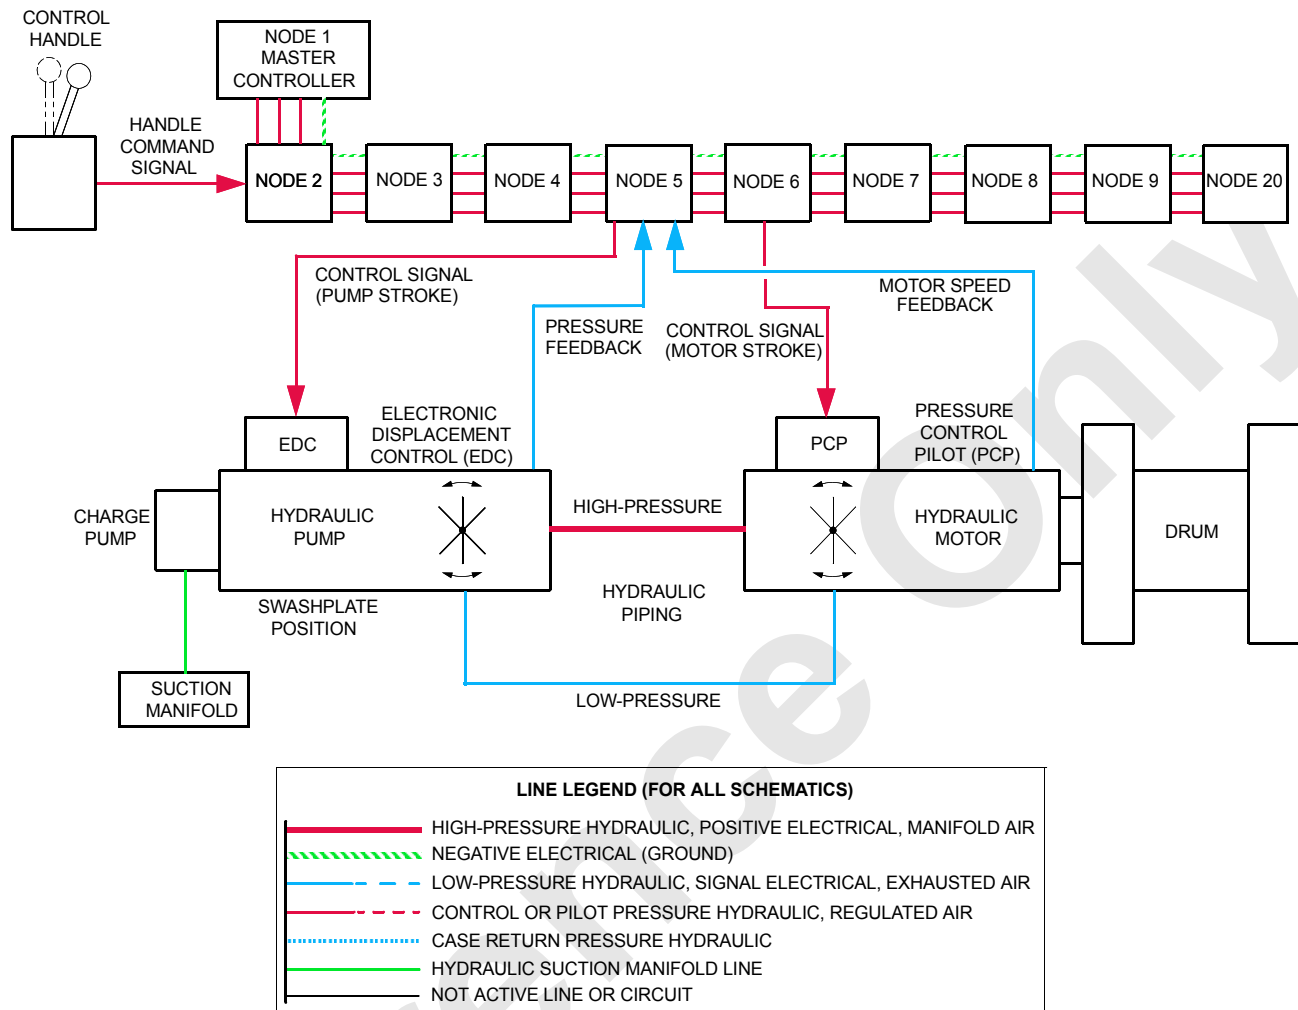 CONTROL
HANDLE
NODE 1
MASTER
CONTROLLER
HANDLE
COMMAND
SIGNAL
NODE 2
NODE 3
NODE 4
NODE 5
NODE 6
NODE 7
NODE 8
NODE 9
NODE 20
CONTROL SIGNAL
(PUMP STROKE)
PRESSURE
FEEDBACK
CONTROL SIGNAL
(MOTOR STROKE)
MOTOR SPEED
FEEDBACK
EDC
ELECTRONIC
DISPLACEMENT
CONTROL (EDC)
PCP
PRESSURE
CONTROL
PILOT (PCP)
CHARGE
PUMP
HYDRAULIC
PUMP
HIGH-PRESSURE
HYDRAULIC
MOTOR
DRUM
SWASHPLATE
POSITION
HYDRAULIC
PIPING
SUCTION
MANIFOLD
LOW-PRESSURE
LINE LEGEND (FOR ALL SCHEMATICS)
HIGH-PRESSURE HYDRAULIC, POSITIVE ELECTRICAL, MANIFOLD AIR
NEGATIVE ELECTRICAL (GROUND)
LOW-PRESSURE HYDRAULIC, SIGNAL ELECTRICAL, EXHAUSTED AIR
CONTROL OR PILOT PRESSURE HYDRAULIC, REGULATED AIR
CASE RETURN PRESSURE HYDRAULIC
HYDRAULIC SUCTION MANIFOLD LINE
NOT ACTIVE LINE OR CIRCUIT
ence Only